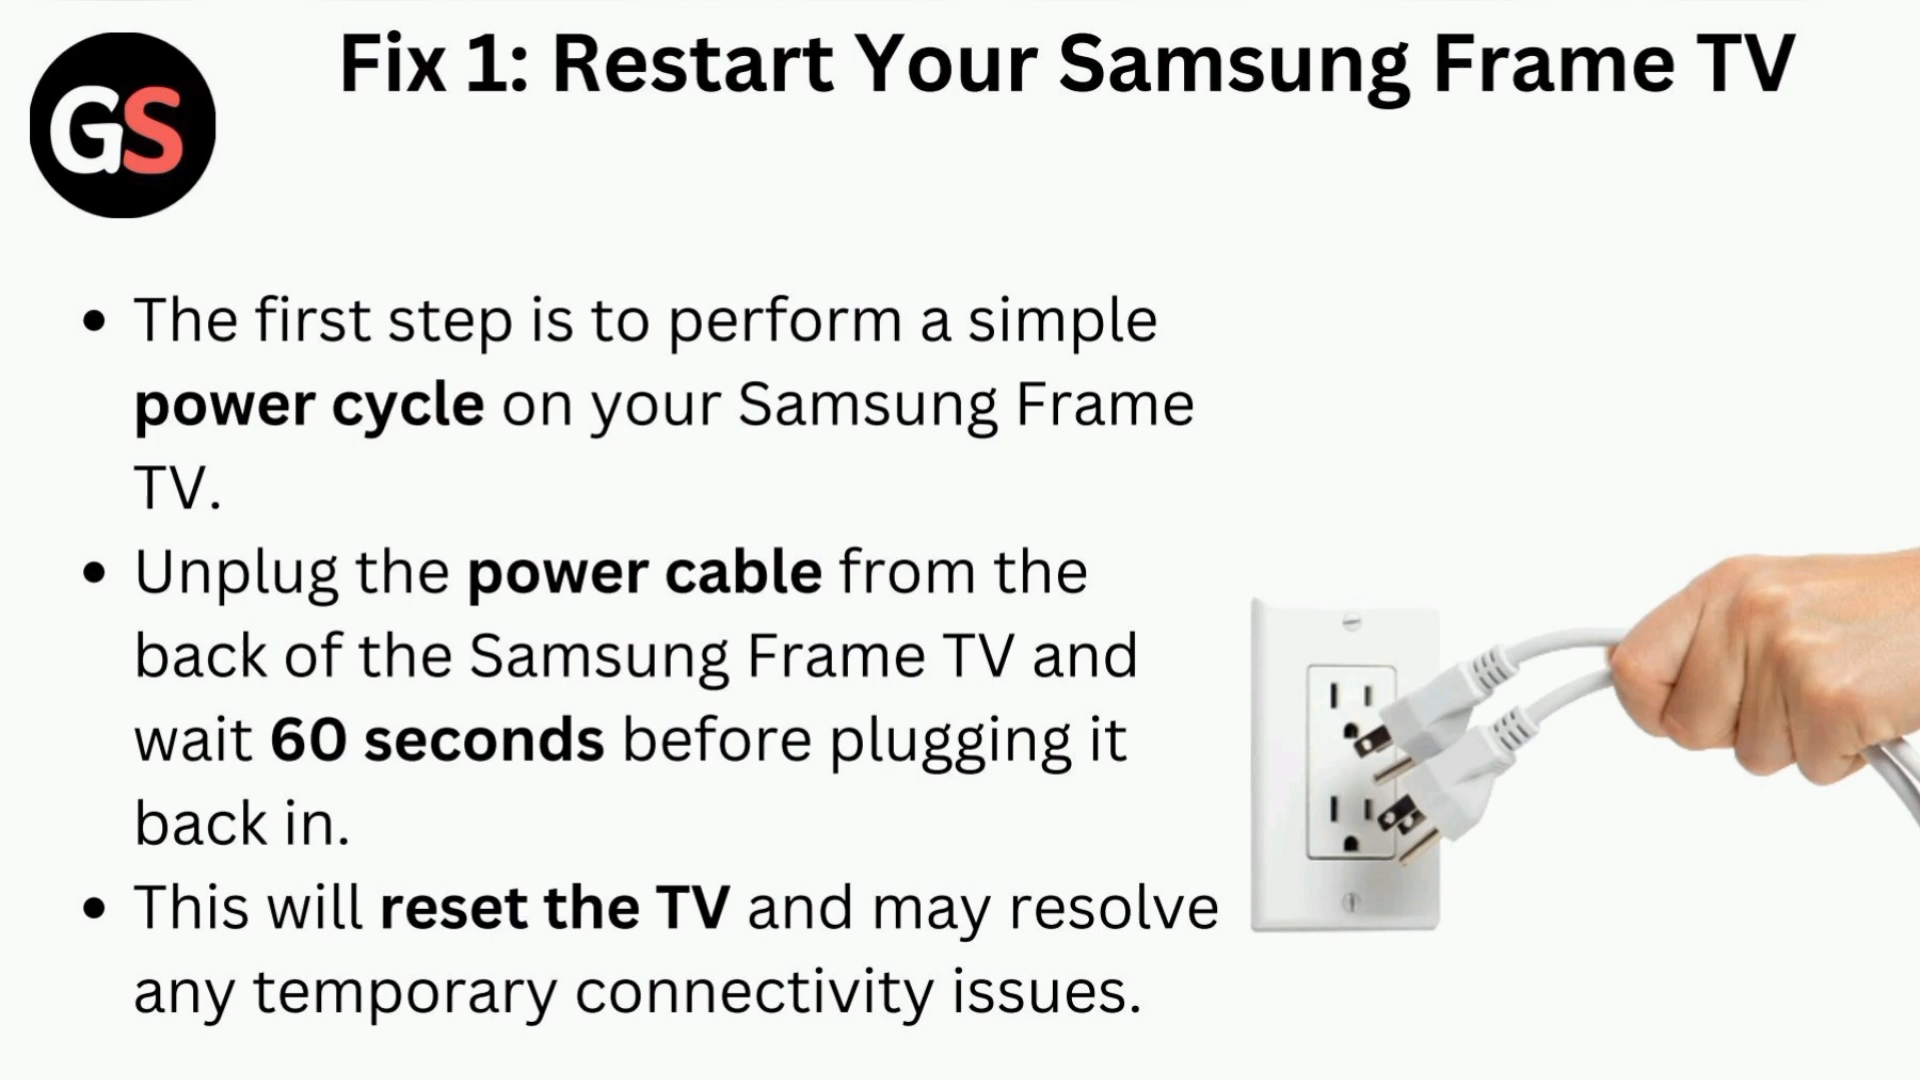 GS
Fix 1: Restart Your Samsung Frame TV
• The first step is to perform a simple
power cycle on your Samsung Frame
TV.
• Unplug the power cable from the
back of the Samsung Frame TV and
wait 60 seconds before plugging it
back in.
• This will reset the TV and may resolve
any temporary connectivity issues.